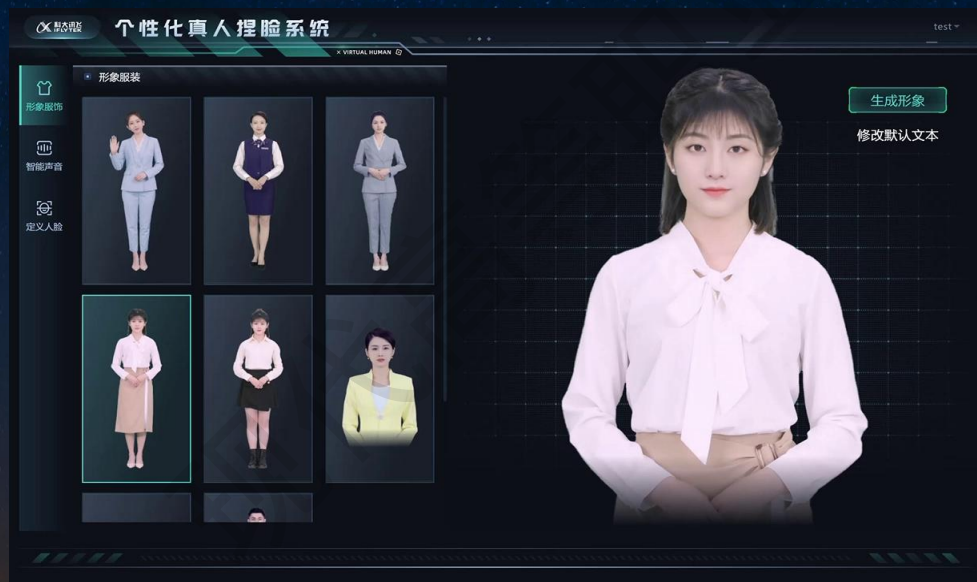 科大讯飞
iFLYTEK
个性化真人捏脸系统
× VIRTUAL HUMAN
test
形象服饰
智能声音
定义人脸
形象服装
生成形象
修改默认文本